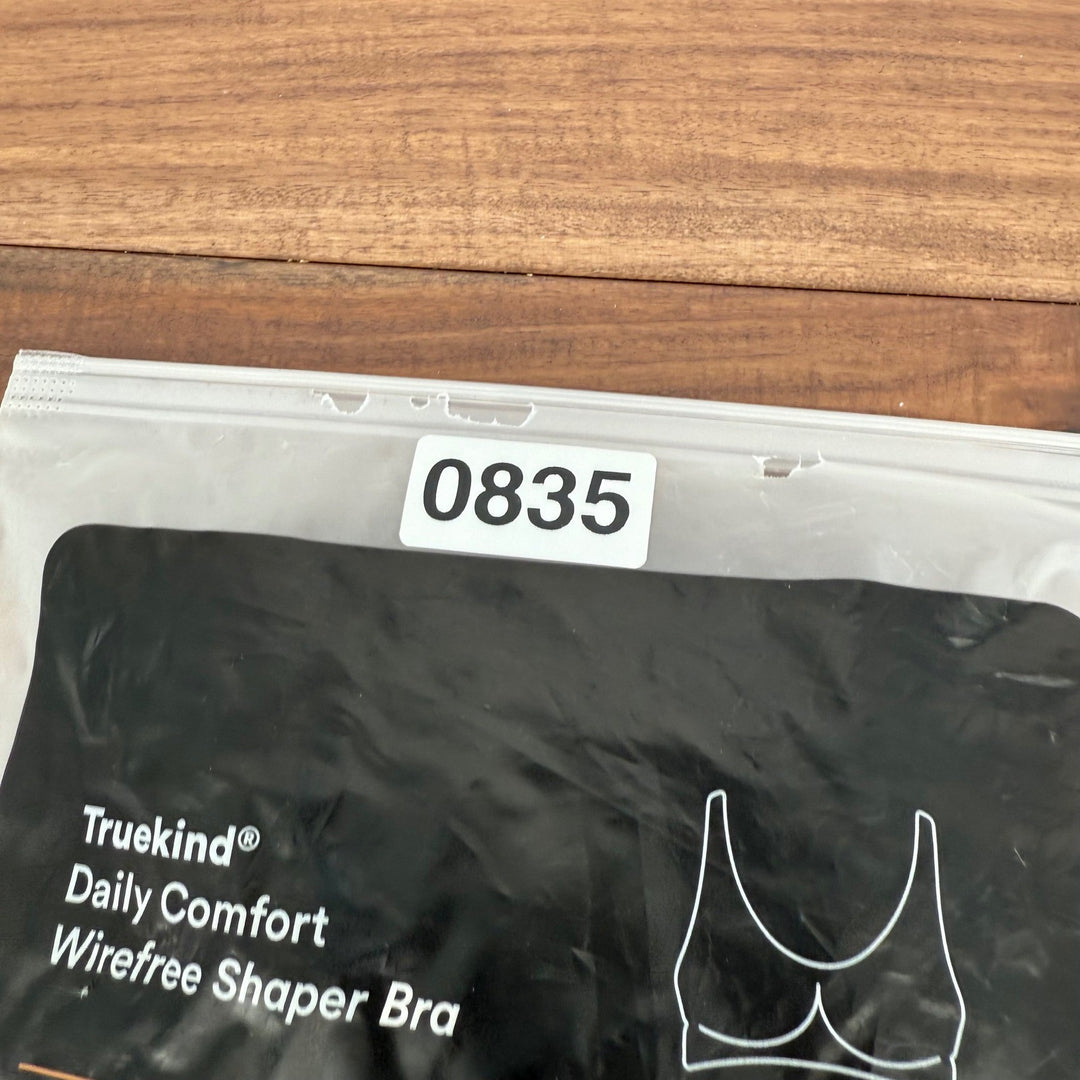 0835
Truekind®
Daily Comfort
Wirefree Shaper Bra